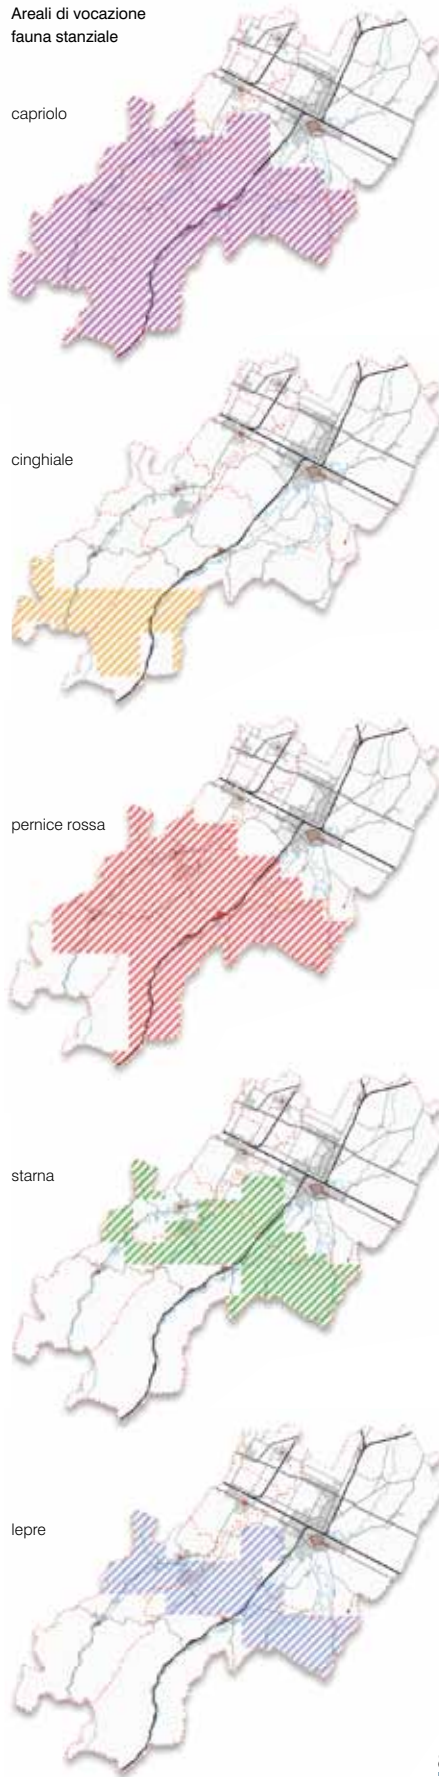 Areali di vocazione
fauna stanziale
capriolo
cinghiale
pernice rossa
starna
lepre